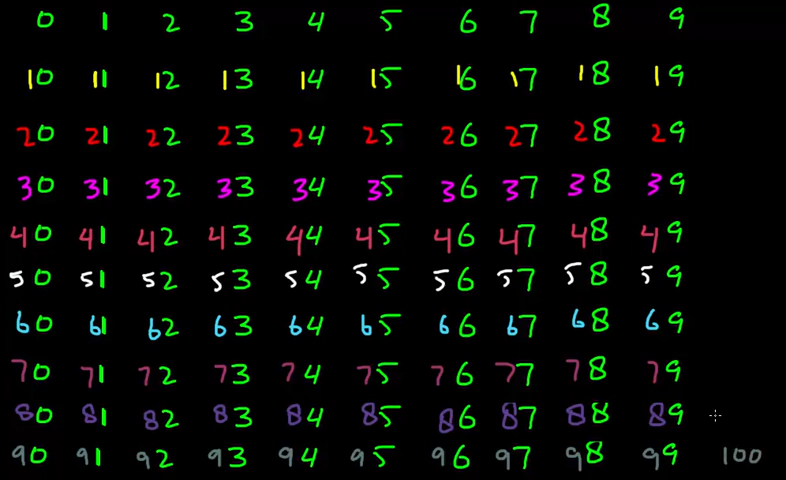 0 1 2 3 4 5 6 7 8 9
10 11 12 13 14 15 16 17 18 19
20 21 22 23 24 25 26 27 28 29
30 31 32 33 34 35 36 37 38 39
40 41 42 43 44 45 46 47 48 49
50 51 52 53 54 55 56 57 58 59
60 61 62 63 64 65 66 67 68 69
70 71 72 73 74 75 76 77 78 79
80 81 82 83 84 85 86 87 88 89
90 91 92 93 94 95 96 97 98 99 100